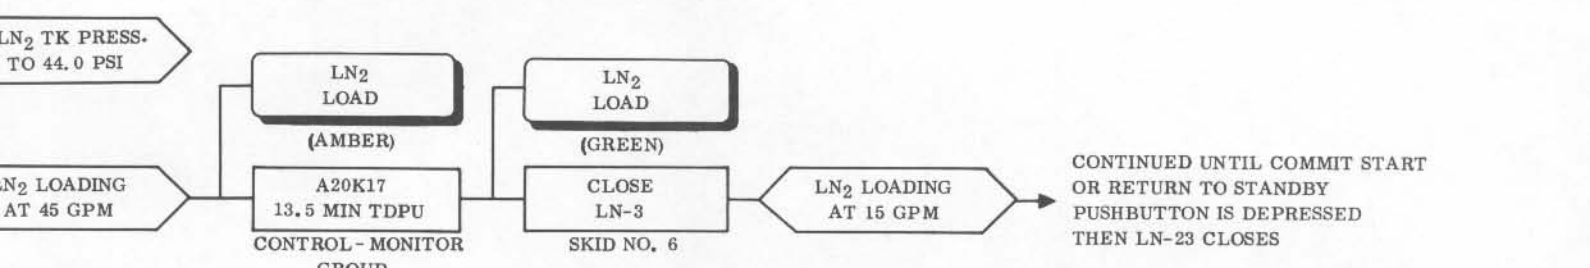 LN2 TK PRESS.
TO 44.0 PSI
LN2
LOAD
(AMBER)
LN2
LOAD
(GREEN)
LN2 LOADING
AT 45 GPM
A20K17
13.5 MIN TDPU
CONTROL - MONITOR
GROUP
CLOSE
LN-3
SKID NO. 6
LN2 LOADING
AT 15 GPM
CONTINUED UNTIL COMMIT START
OR RETURN TO STANDBY
PUSHBUTTON IS DEPRESSED
THEN LN-23 CLOSES